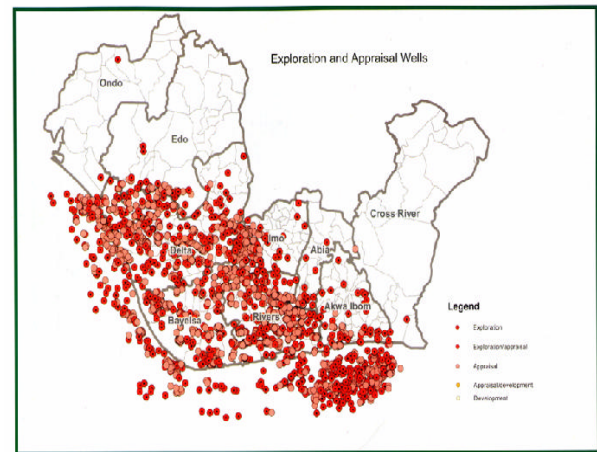 Exploration and Appraisal Wells
Ondo
Edo
Cross River
Delta
Imo
Abia
Bayelsa
Rivers
Akwa Ibom
Legend
Exploration
Exploration/appraisal
Appraisal
Appraisal/development
Development